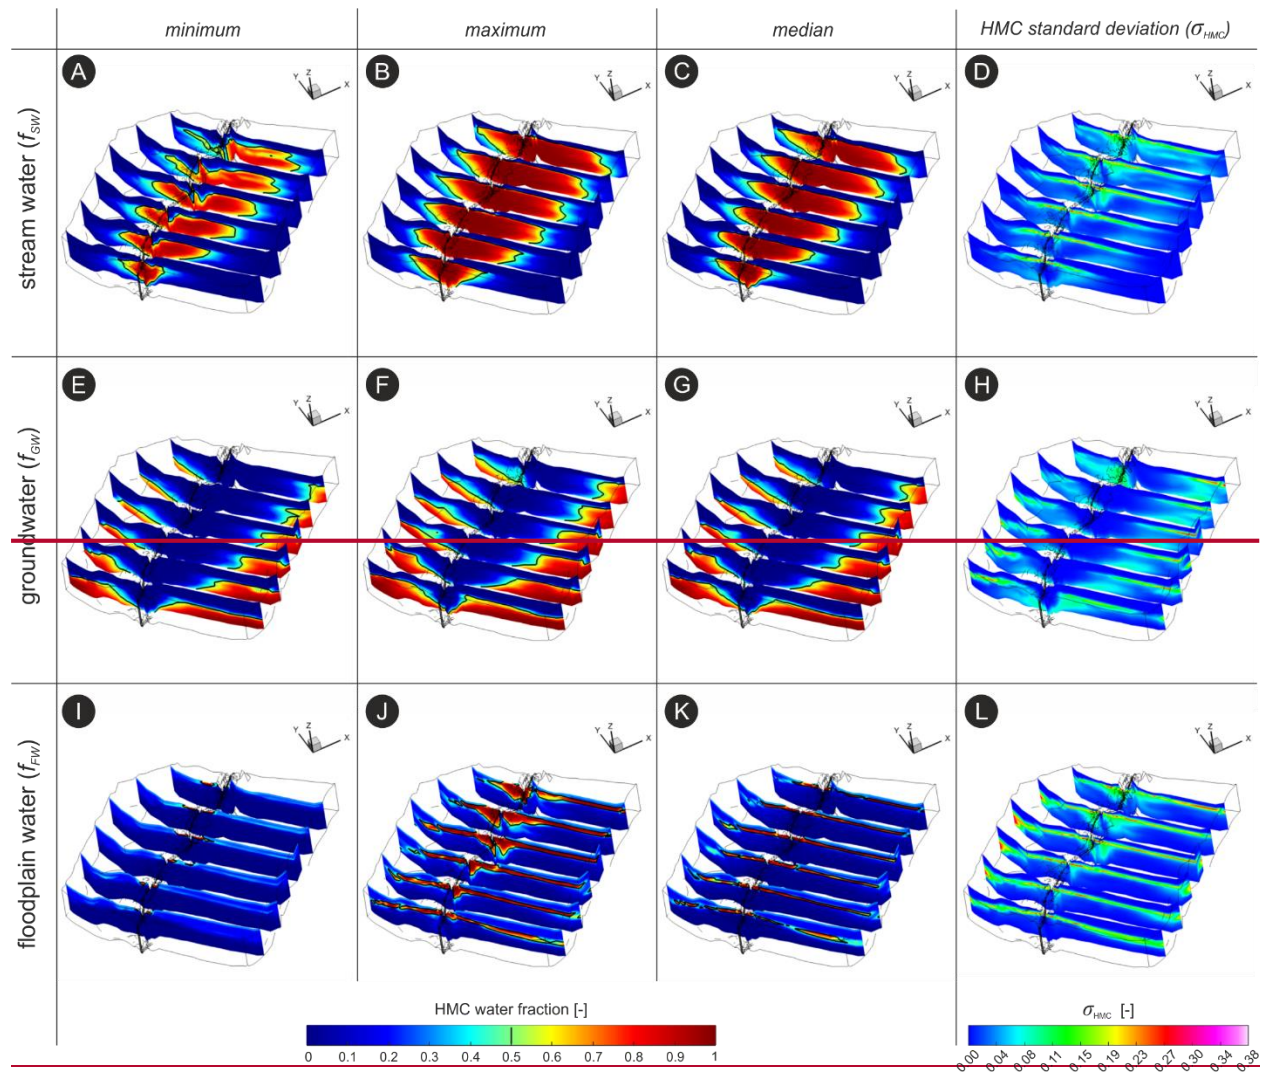 minimum
maximum
median
HMC standard deviation (σHMC)
stream water (fSW)
A
Y Z X
B
Y Z X
C
Y Z X
D
Y Z X
groundwater (fGW)
E
Y Z X
F
Y Z X
G
Y Z X
H
Y Z X
floodplain water (fFW)
I
Y Z X
J
Y Z X
K
Y Z X
L
Y Z X
HMC water fraction [-]
0 0.1 0.2 0.3 0.4 0.5 0.6 0.7 0.8 0.9 1
σHMC [-]
0.00 0.04 0.08 0.11 0.15 0.19 0.23 0.27 0.30 0.34 0.38